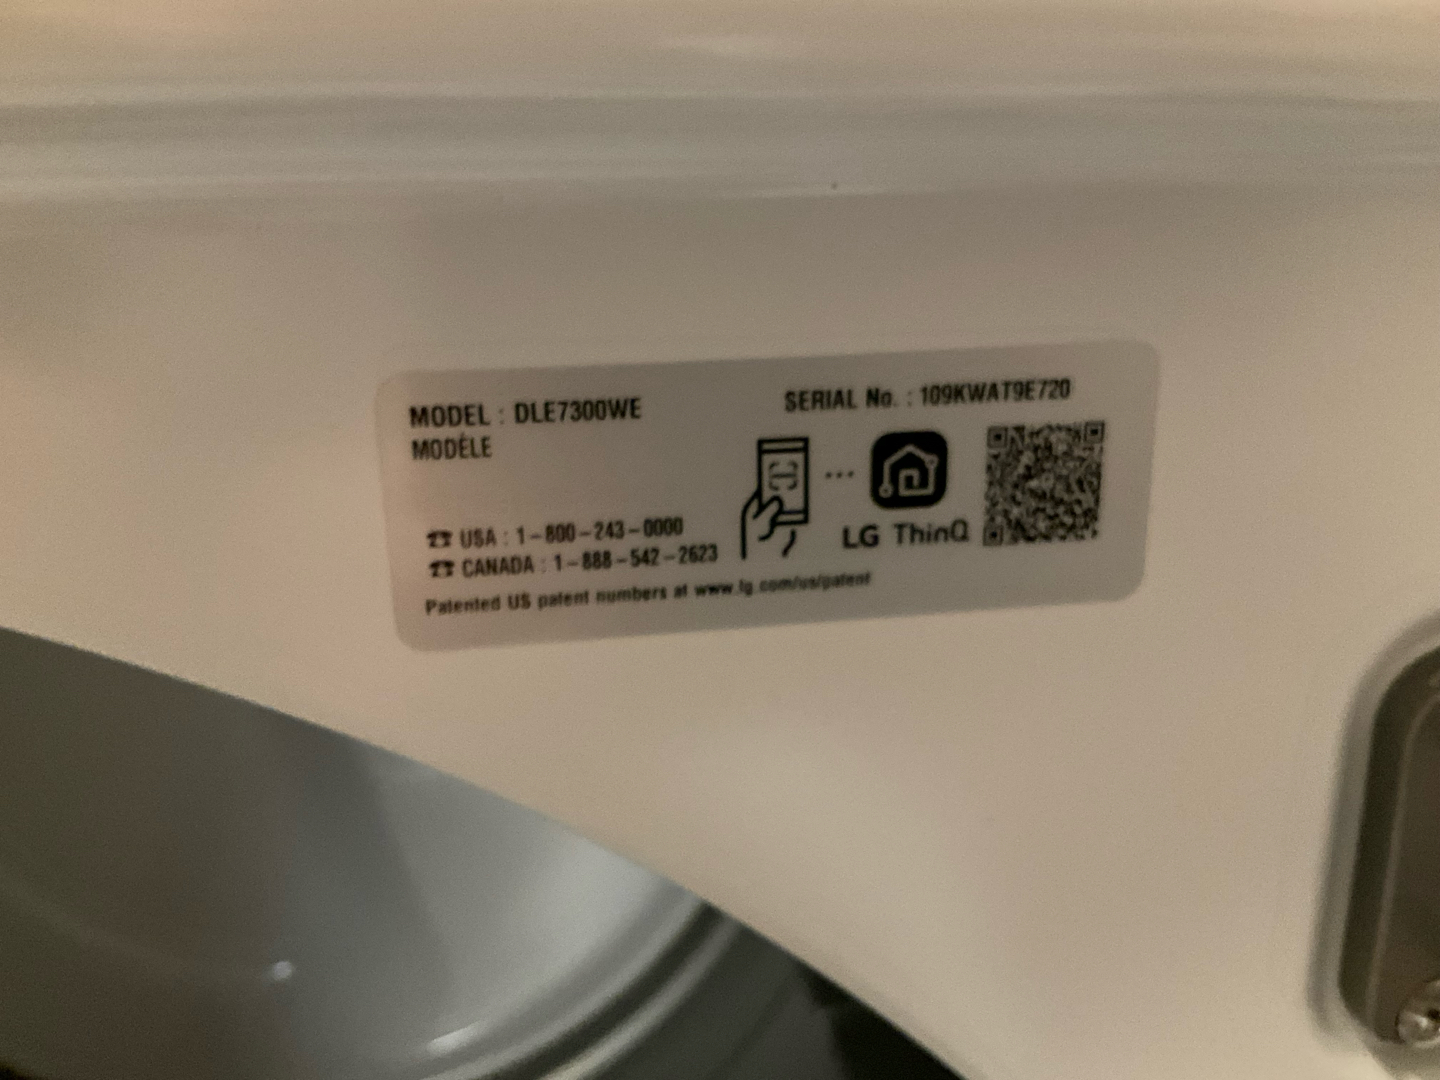 MODEL : DLE7300WE
MODÈLE
SERIAL No. : 109KWAT9E720
☎ USA : 1-800-243-0000
☎ CANADA : 1-888-542-2623
LG ThinQ
Patented US patent numbers at www.lg.com/us/patent